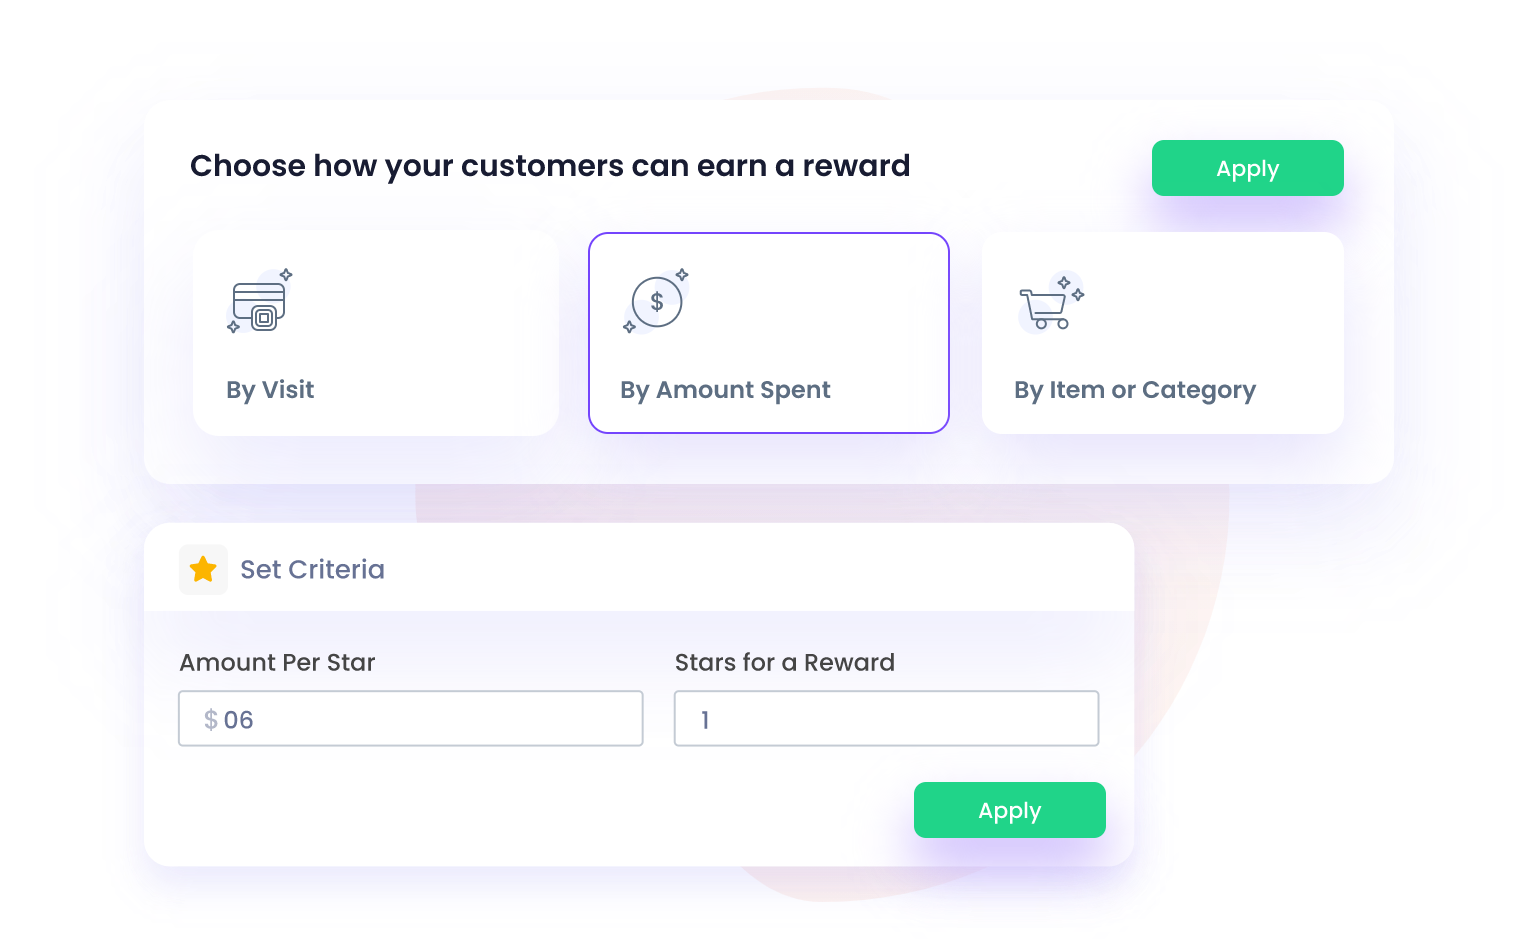 Choose how your customers can earn a reward
Apply
$
By Visit
By Amount Spent
By Item or Category
Set Criteria
Amount Per Star
Stars for a Reward
$ 06
1
Apply